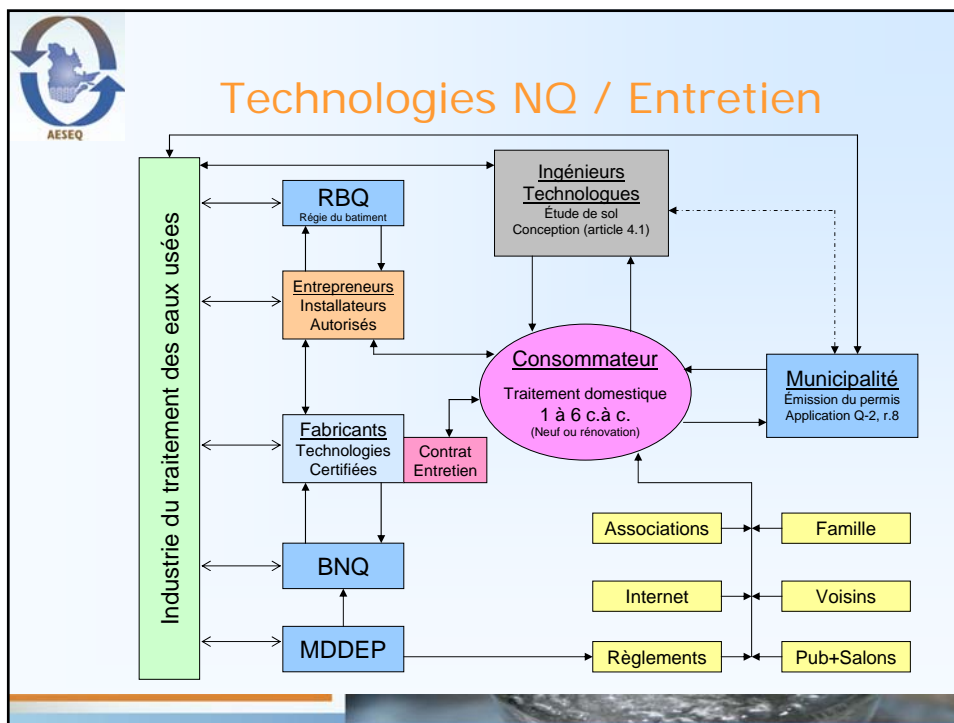 AESEQ
Technologies NQ / Entretien
Industrie du traitement des eaux usées
RBQ
Régie du batiment
Entrepreneurs
Installateurs
Autorisés
Fabricants
Technologies
Certifiées
Contrat
Entretien
BNQ
MDDEP
Ingénieurs
Technologues
Étude de sol
Conception (article 4.1)
Consommateur
Traitement domestique
1 à 6 c.à c.
(Neuf ou rénovation)
Municipalité
Émission du permis
Application Q-2, r.8
Associations
Famille
Internet
Voisins
Règlements
Pub+Salons